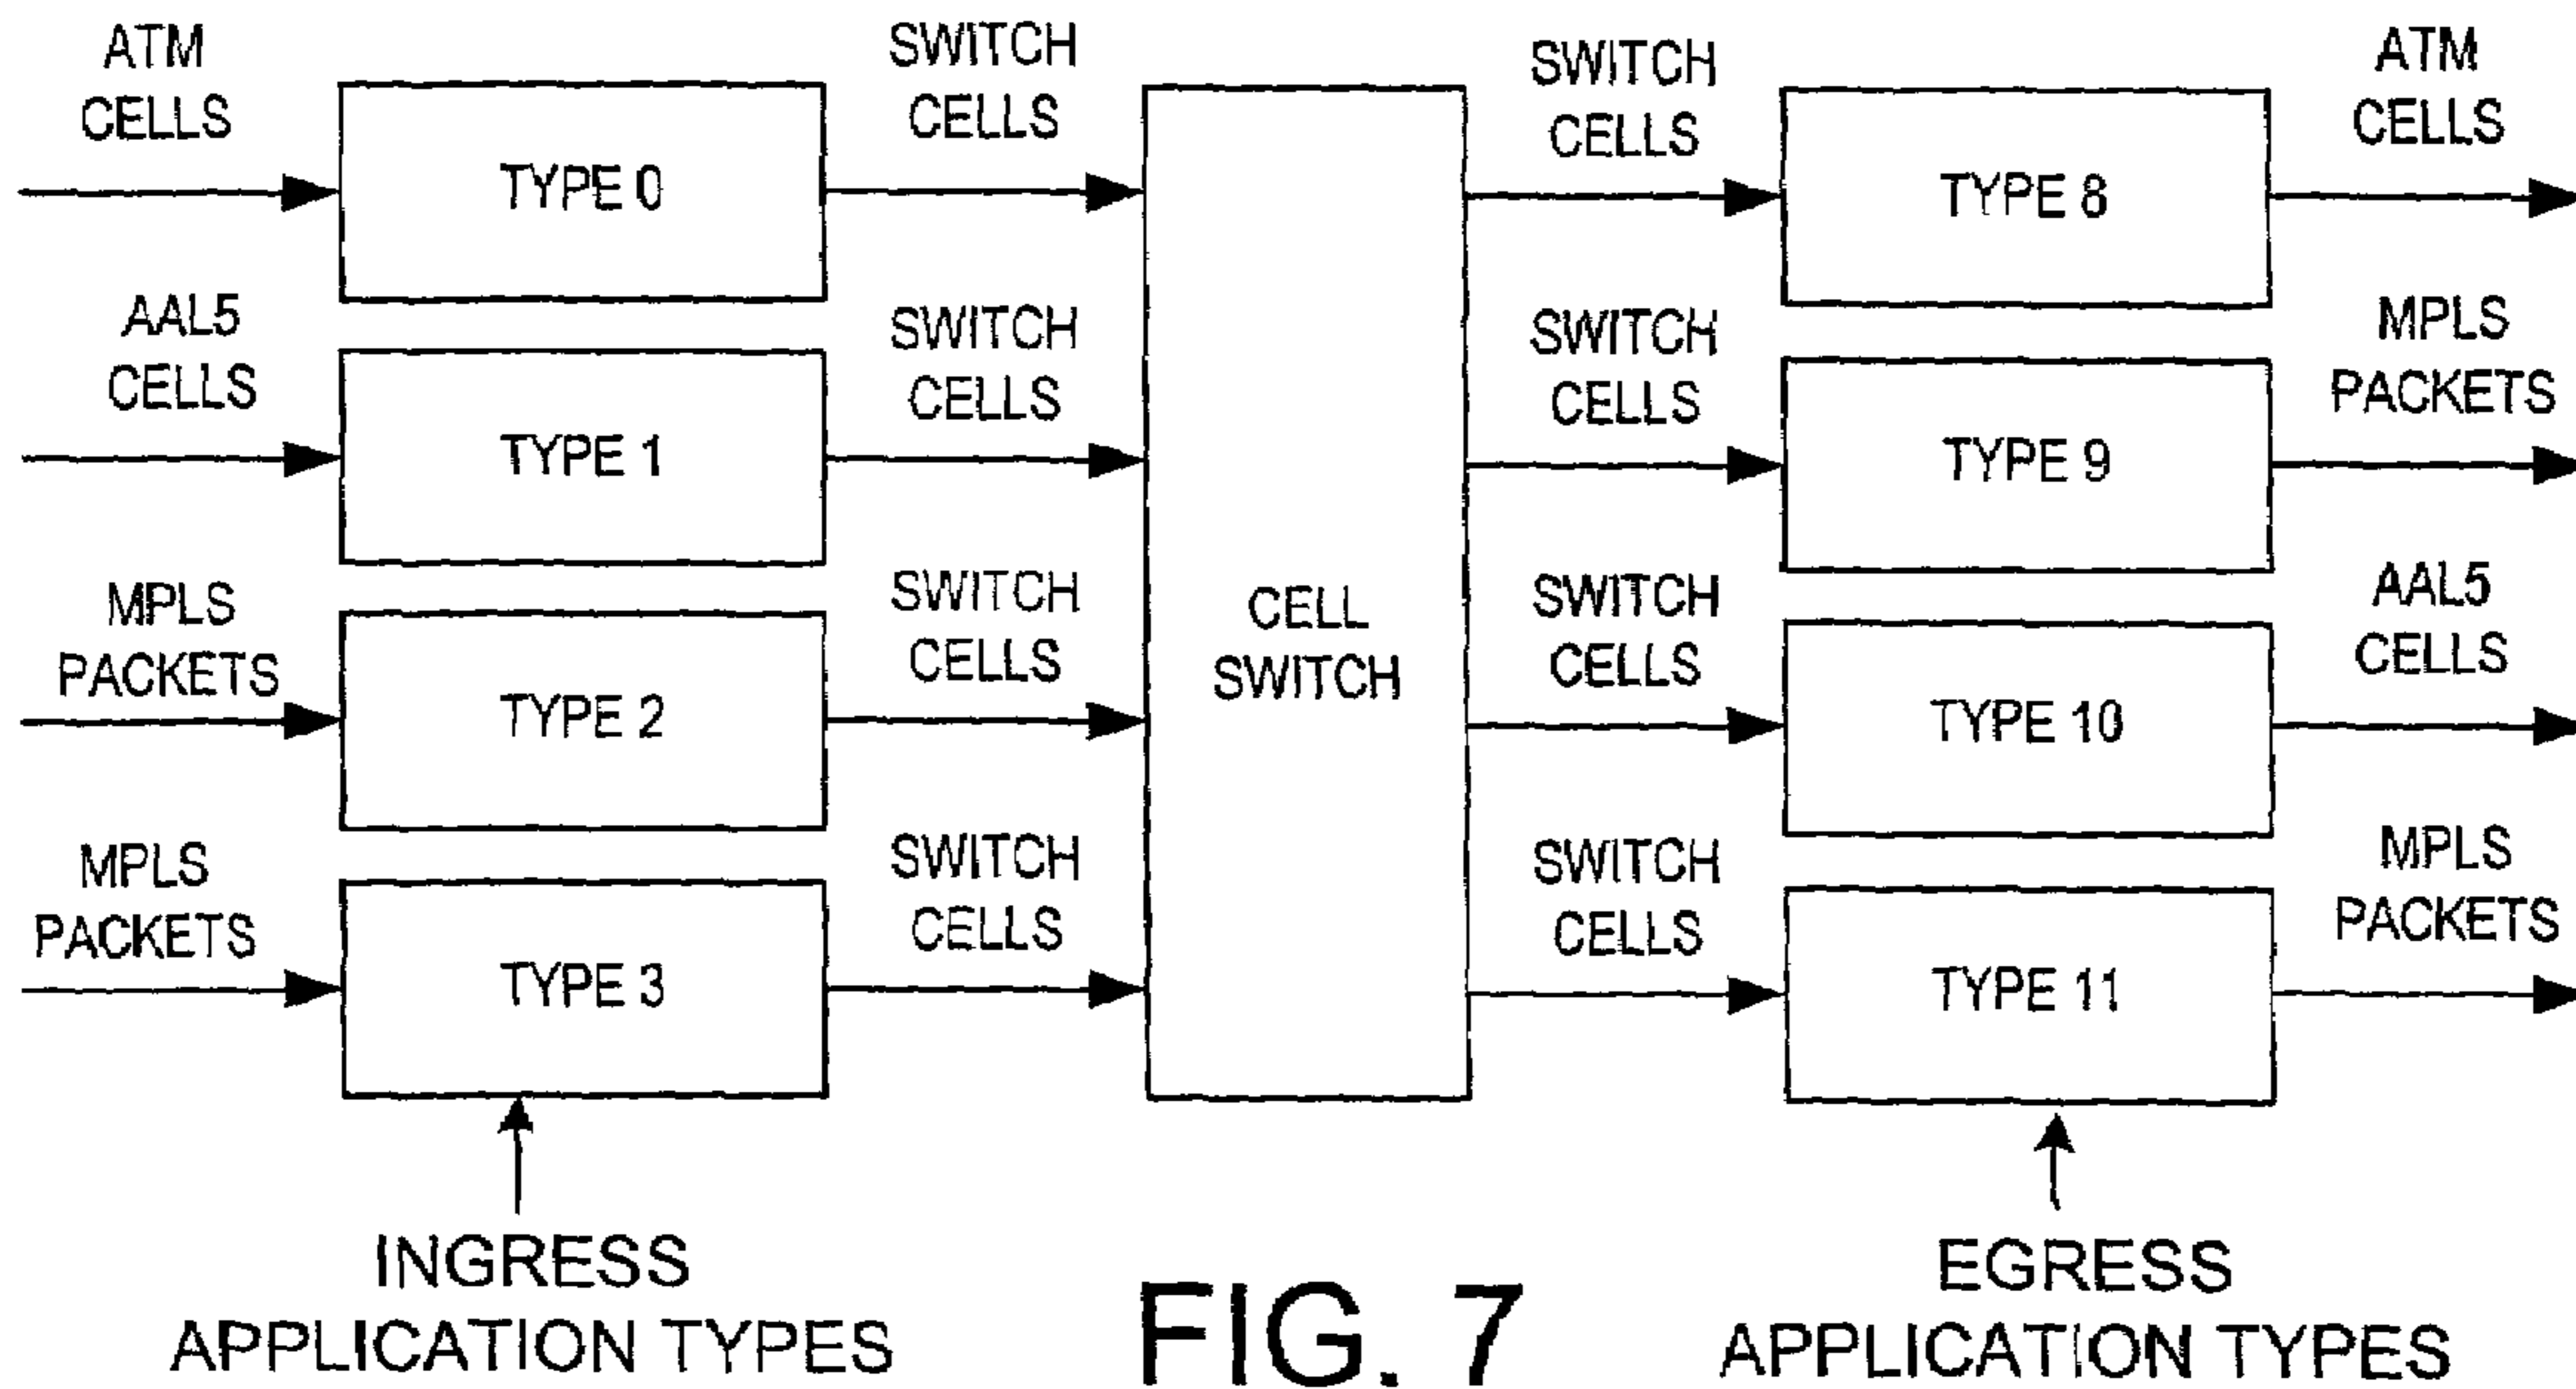 ATM
CELLS
TYPE 0
SWITCH
CELLS
SWITCH
CELLS
TYPE 8
ATM
CELLS
AAL5
CELLS
TYPE 1
SWITCH
CELLS
SWITCH
CELLS
TYPE 9
MPLS
PACKETS
MPLS
PACKETS
TYPE 2
SWITCH
CELLS
CELL
SWITCH
SWITCH
CELLS
TYPE 10
AAL5
CELLS
MPLS
PACKETS
TYPE 3
SWITCH
CELLS
SWITCH
CELLS
TYPE 11
MPLS
PACKETS
INGRESS
APPLICATION TYPES
FIG. 7
EGRESS
APPLICATION TYPES